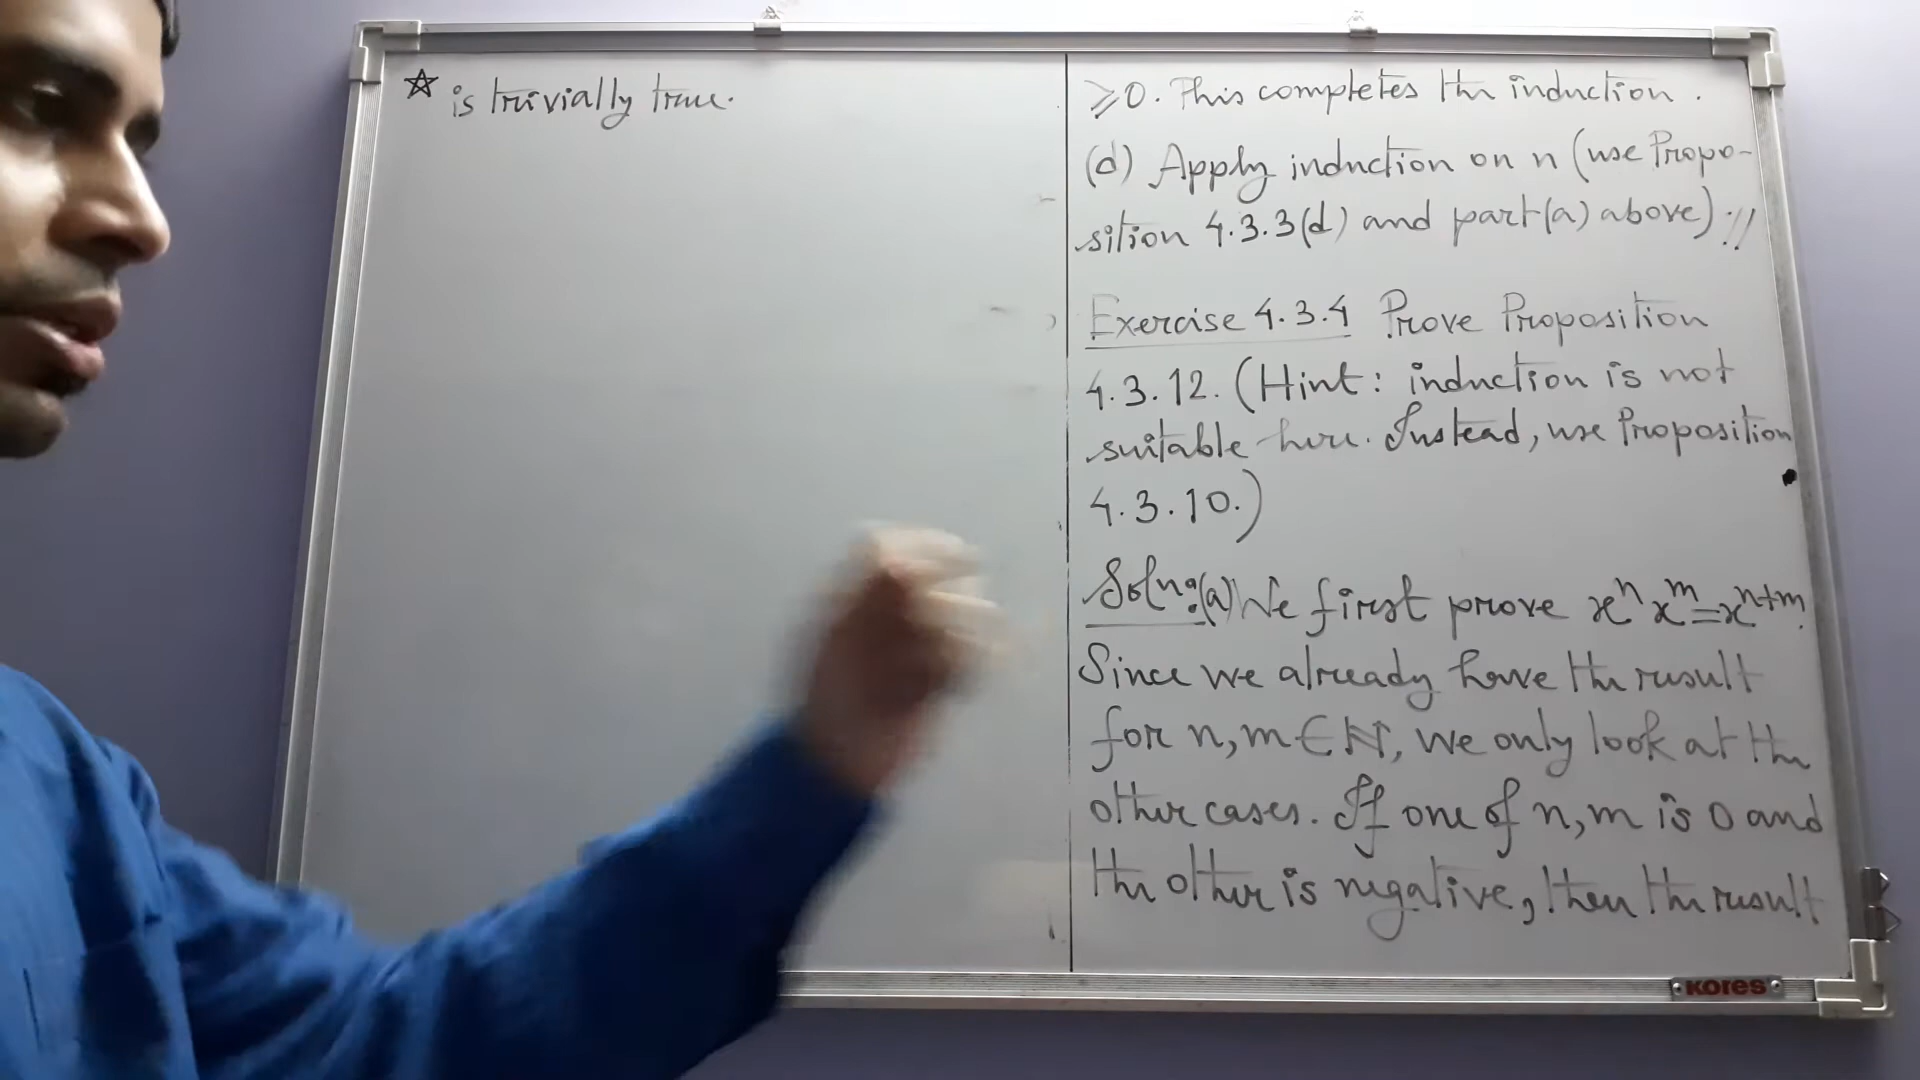 ≥0. This completes the induction.
(d) Apply induction on n (use Propo-
sition 4.3.3(d) and part(a) above).//
Exercise 4.3.4 Prove Proposition
4.3.12. (Hint: induction is not
suitable here. Instead, use Proposition
4.3.10.)
Soln:(a) We first prove xⁿxᵐ=xⁿ⁺ᵐ.
Since we already have the result
for n,m∈ℕ, we only look at the
other cases. If one of n,m is 0 and
the other is negative, then the result
☆ is trivially true.
KORES